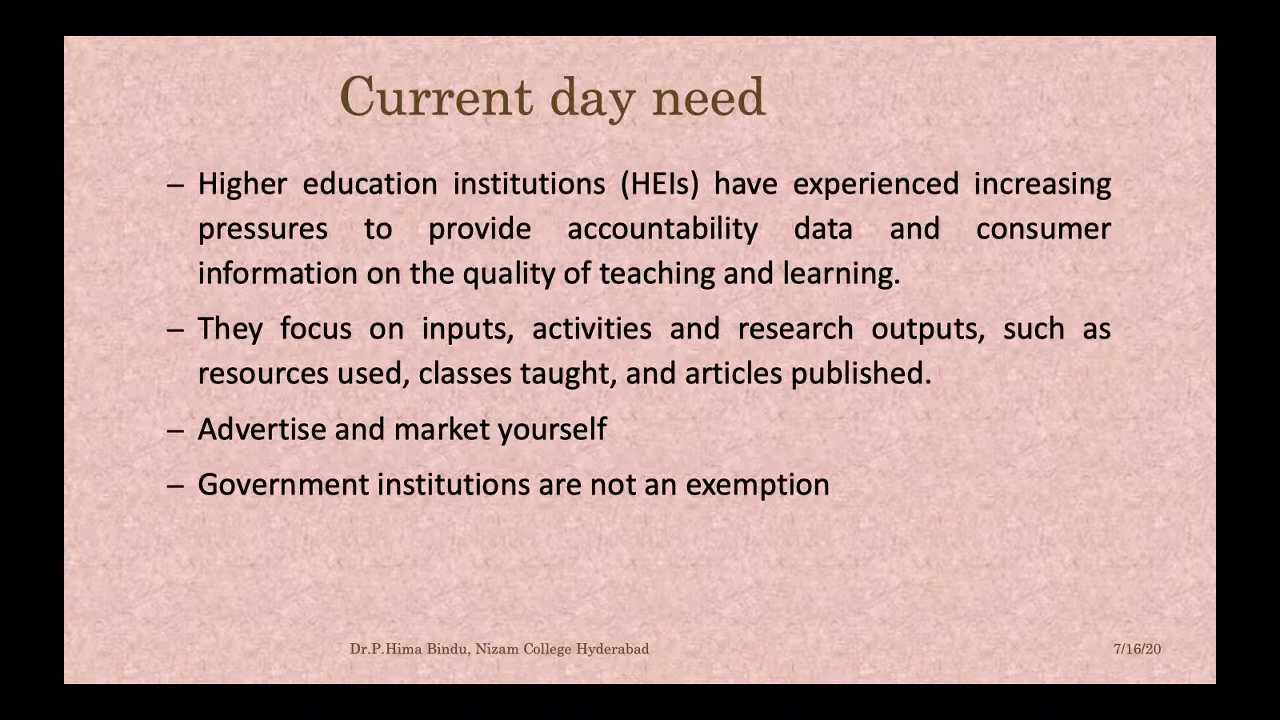 Current day need
– Higher education institutions (HEIs) have experienced increasing
pressures to provide accountability data and consumer
information on the quality of teaching and learning.
– They focus on inputs, activities and research outputs, such as
resources used, classes taught, and articles published.
– Advertise and market yourself
– Government institutions are not an exemption
Dr.P.Hima Bindu, Nizam College Hyderabad
7/16/20